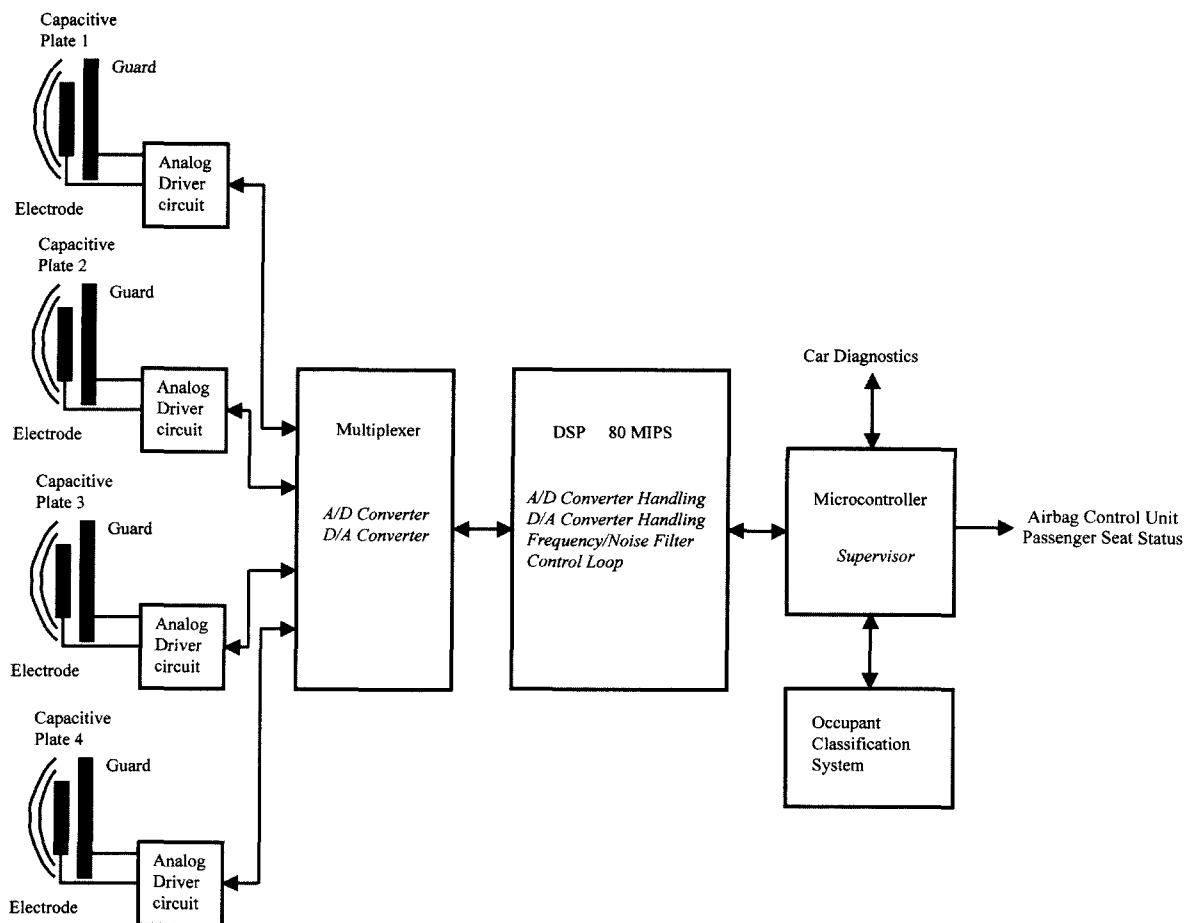 Capacitive
Plate 1
Guard
Analog
Driver
circuit
Electrode
Capacitive
Plate 2
Guard
Analog
Driver
circuit
Electrode
Capacitive
Plate 3
Guard
Analog
Driver
circuit
Electrode
Capacitive
Plate 4
Guard
Analog
Driver
circuit
Electrode
Multiplexer
A/D Converter
D/A Converter
DSP 80 MIPS
A/D Converter Handling
D/A Converter Handling
Frequency/Noise Filter
Control Loop
Car Diagnostics
Microcontroller
Supervisor
Airbag Control Unit
Passenger Seat Status
Occupant
Classification
System